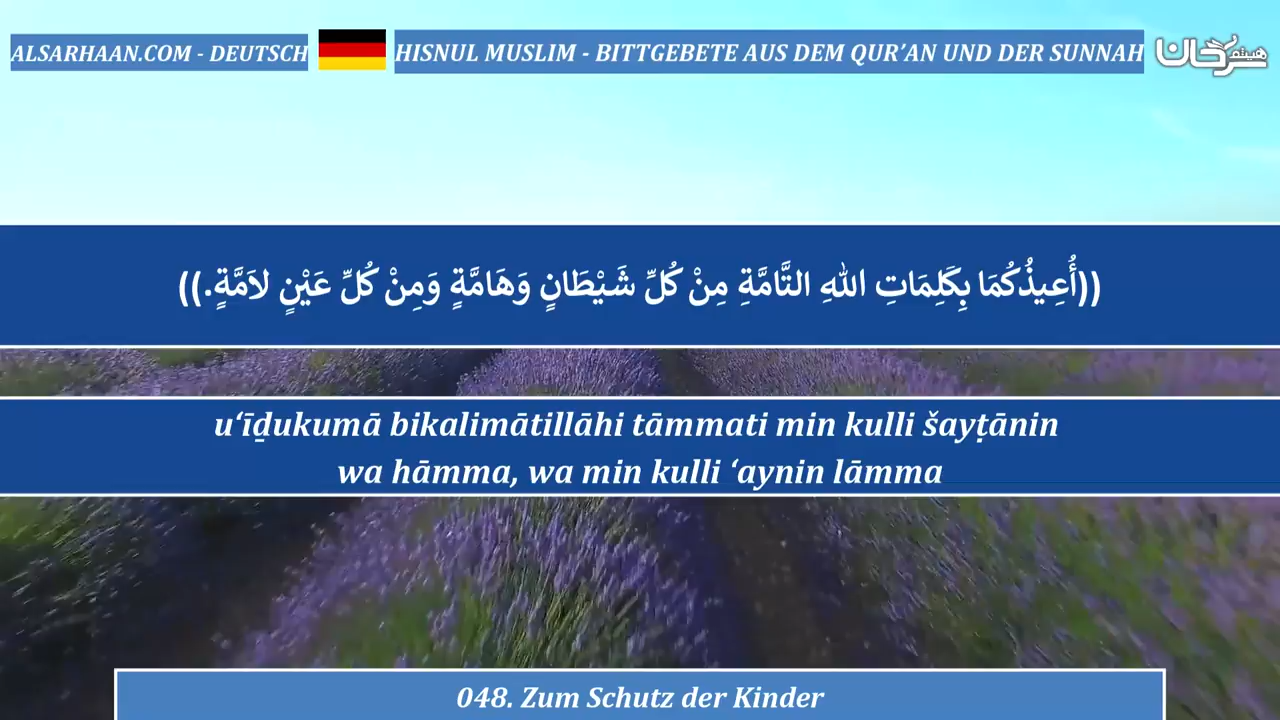 ALSARHAAN.COM - DEUTSCH
HISNUL MUSLIM - BITTGEBETE AUS DEM QUR’AN UND DER SUNNAH
هيثم سرحان
((أُعِيذُكُمَا بِكَلِمَاتِ اللهِ التَّامَّةِ مِنْ كُلِّ شَيْطَانٍ وَهَامَّةٍ وَمِنْ كُلِّ عَيْنٍ لاَمَّةٍ.))
u‘īḏukumā bikalimātillāhi tāmmati min kulli šayṭānin
wa hāmma, wa min kulli ‘aynin lāmma
048. Zum Schutz der Kinder